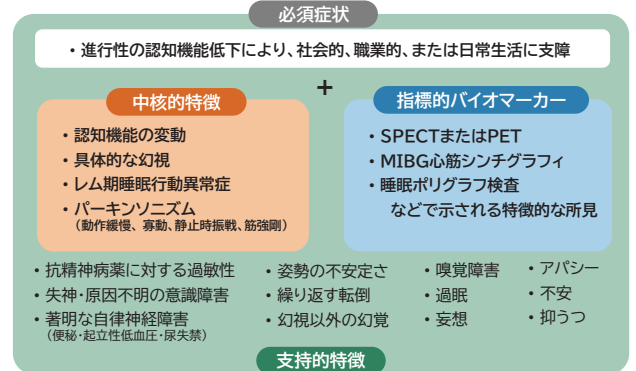 必須症状
・進行性の認知機能低下により、社会的、職業的、または日常生活に支障
+
中核的特徴
・認知機能の変動
・具体的な幻視
・レム期睡眠行動異常症
・パーキンソニズム
（動作緩慢、寡動、静止時振戦、筋強剛）
指標的バイオマーカー
・SPECTまたはPET
・MIBG心筋シンチグラフィ
・睡眠ポリグラフ検査
などで示される特徴的な所見
・抗精神病薬に対する過敏性
・失神・原因不明の意識障害
・著明な自律神経障害
（便秘・起立性低血圧・尿失禁）
・姿勢の不安定さ
・繰り返す転倒
・幻視以外の幻覚
・嗅覚障害
・過眠
・妄想
・アパシー
・不安
・抑うつ
支持的特徴